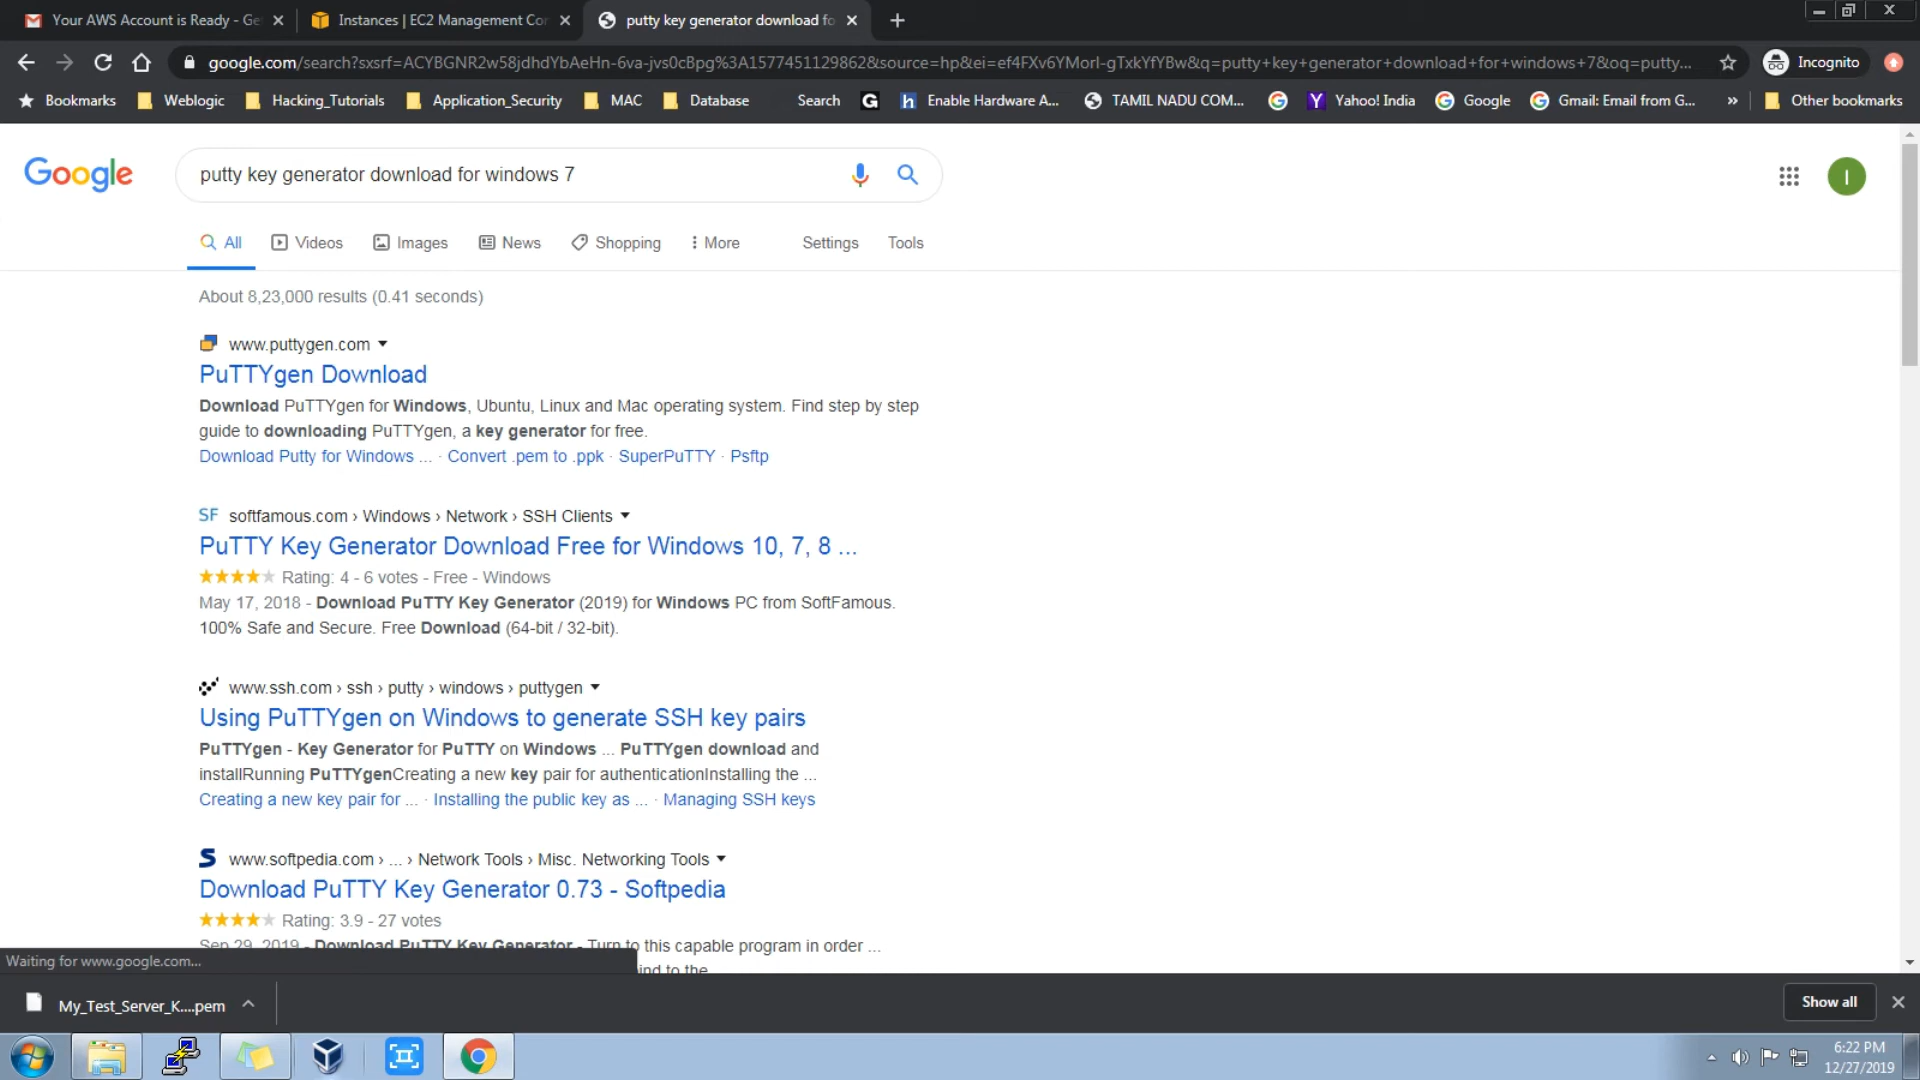 Your AWS Account is Ready - Ge
Instances | EC2 Management Cor
putty key generator download fo
google.com/search?sxsrf=ACYBGNR2w58jdhdYbAeHn-6va-jvs0cBpg%3A1577451129862&source=hp&ei=ef4FXv6YMorI-gTxkYfYBw&q=putty+key+generator+download+for+windows+7&oq=putty...
Incognito
Bookmarks
Weblogic
Hacking_Tutorials
Application_Security
MAC
Database
Search
G
h
Enable Hardware A...
TAMIL NADU COM...
Yahoo! India
Google
Gmail: Email from G...
»
Other bookmarks
Google
putty key generator download for windows 7
I
All
Videos
Images
News
Shopping
More
Settings
Tools
About 8,23,000 results (0.41 seconds)
www.puttygen.com
PuTTYgen Download
Download PuTTYgen for Windows, Ubuntu, Linux and Mac operating system. Find step by step
guide to downloading PuTTYgen, a key generator for free.
Download Putty for Windows ... · Convert .pem to .ppk · SuperPuTTY · Psftp
SF softfamous.com › Windows › Network › SSH Clients
PuTTY Key Generator Download Free for Windows 10, 7, 8 ...
Rating: 4 - 6 votes - Free - Windows
May 17, 2018 - Download PuTTY Key Generator (2019) for Windows PC from SoftFamous.
100% Safe and Secure. Free Download (64-bit / 32-bit).
www.ssh.com › ssh › putty › windows › puttygen
Using PuTTYgen on Windows to generate SSH key pairs
PuTTYgen - Key Generator for PuTTY on Windows ... PuTTYgen download and
installRunning PuTTYgenCreating a new key pair for authenticationInstalling the ...
Creating a new key pair for ... · Installing the public key as ... · Managing SSH keys
S www.softpedia.com › ... › Network Tools › Misc. Networking Tools
Download PuTTY Key Generator 0.73 - Softpedia
Rating: 3.9 - 27 votes
Sep 29, 2019 - Download PuTTY Key Generator - Turn to this capable program in order ...
to the
Waiting for www.google.com...
My_Test_Server_K....pem
Show all
6:22 PM
12/27/2019